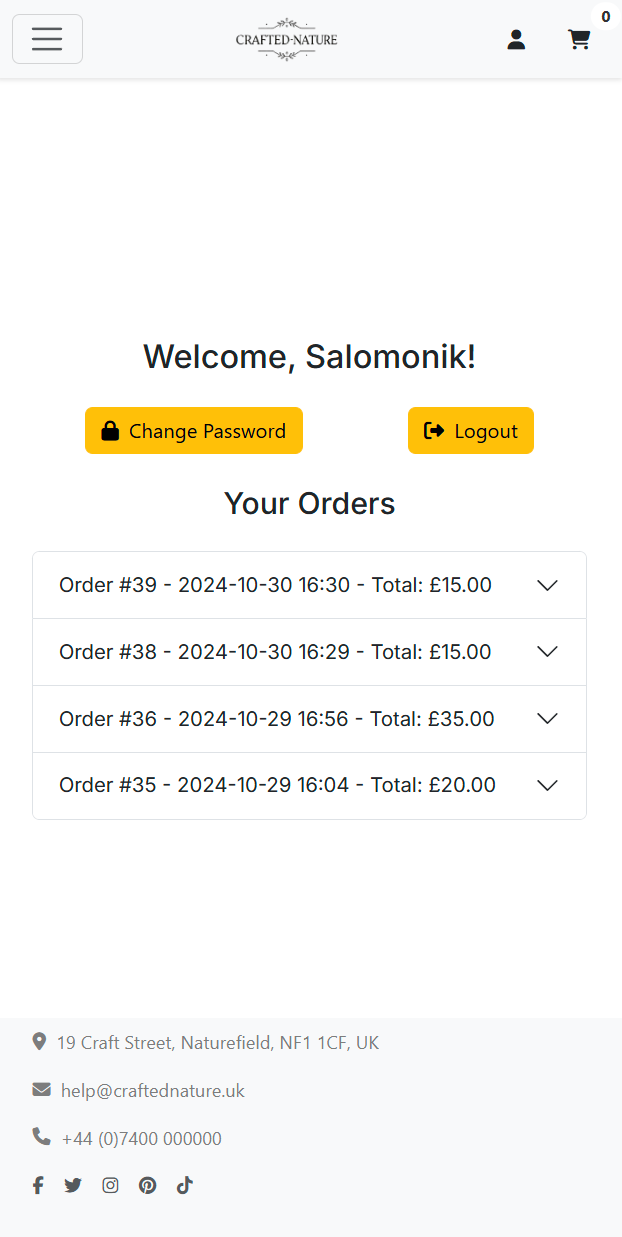 0
CRAFTED-NATURE
Welcome, Salomonik!
Change Password
Logout
Your Orders
Order #39 - 2024-10-30 16:30 - Total: £15.00
Order #38 - 2024-10-30 16:29 - Total: £15.00
Order #36 - 2024-10-29 16:56 - Total: £35.00
Order #35 - 2024-10-29 16:04 - Total: £20.00
19 Craft Street, Naturefield, NF1 1CF, UK
help@craftednature.uk
+44 (0)7400 000000